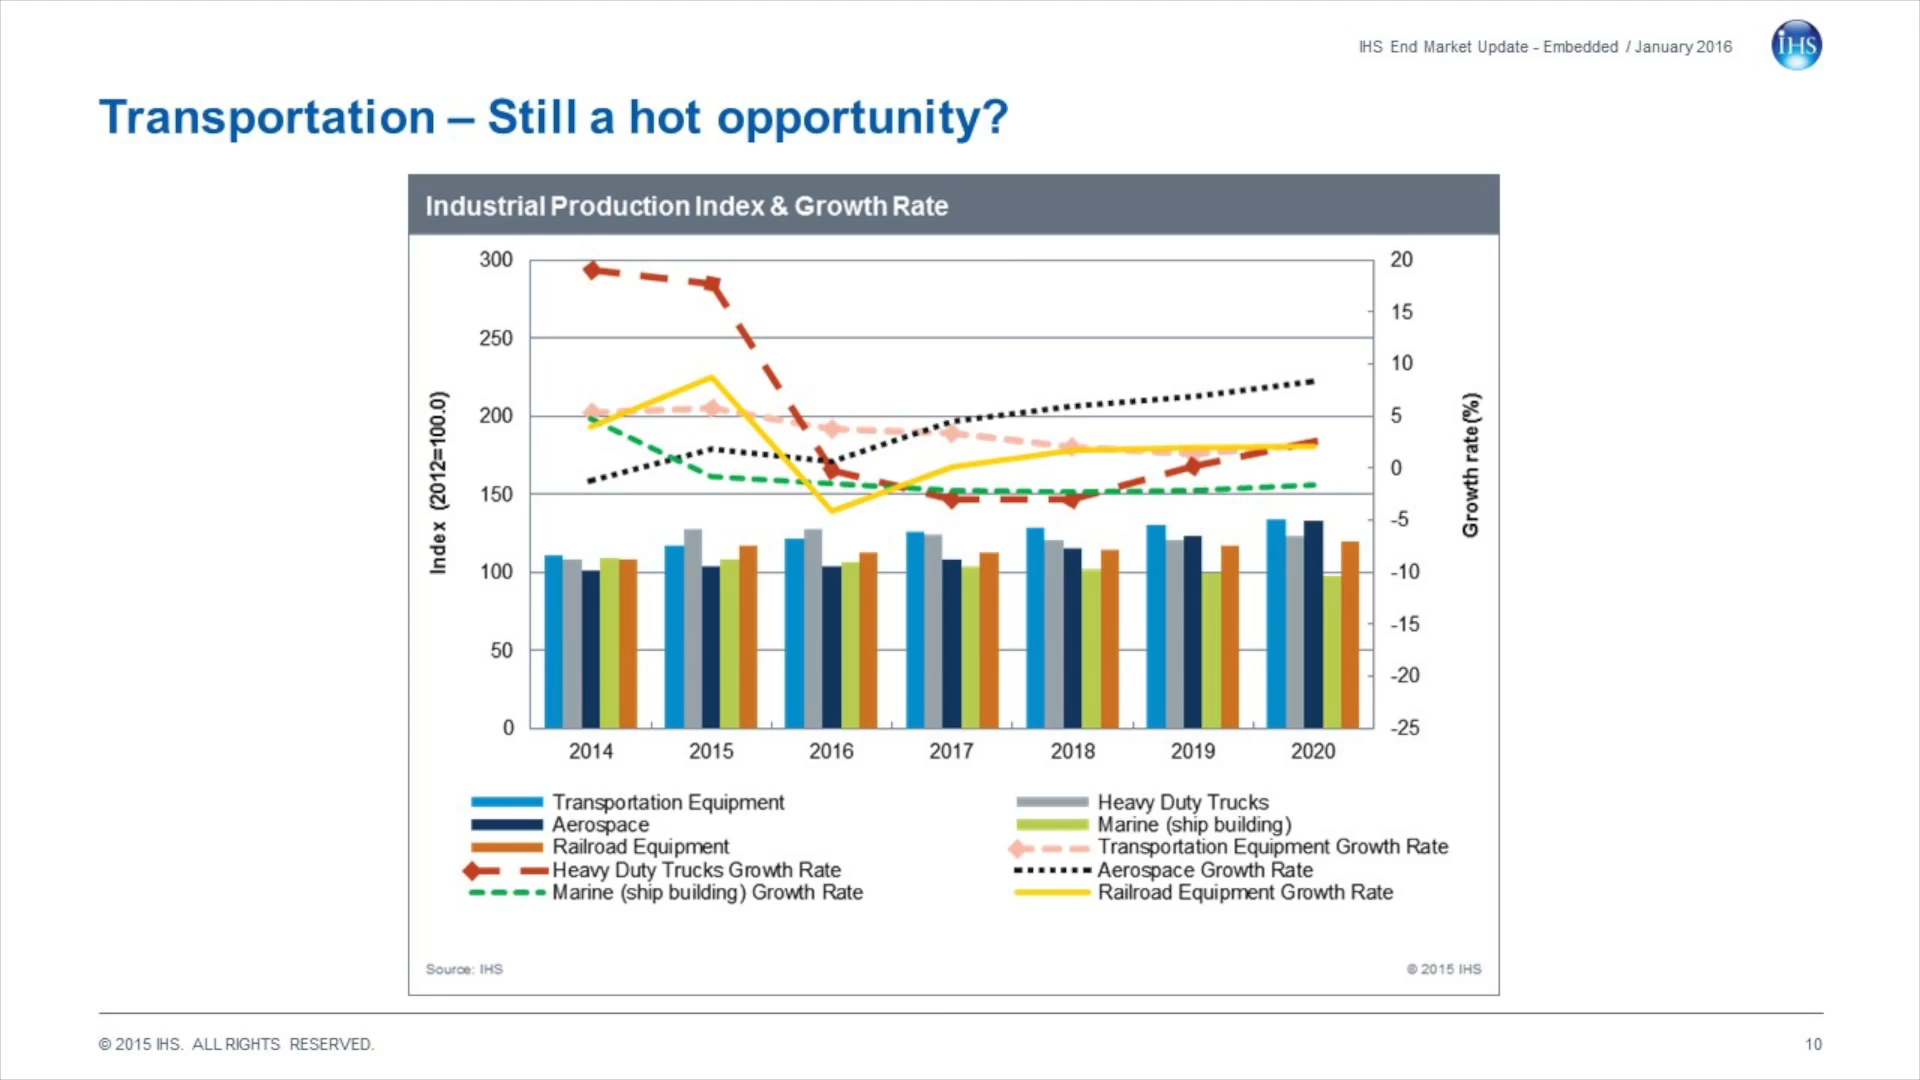 IHS End Market Update - Embedded / January 2016
IHS
Transportation – Still a hot opportunity?
Industrial Production Index & Growth Rate
300
250
200
150
100
50
0
Index (2012=100.0)
20
15
10
5
0
-5
-10
-15
-20
-25
Growth rate(%)
2014 2015 2016 2017 2018 2019 2020
Transportation Equipment
Heavy Duty Trucks
Aerospace
Marine (ship building)
Railroad Equipment
Transportation Equipment Growth Rate
Heavy Duty Trucks Growth Rate
Aerospace Growth Rate
Marine (ship building) Growth Rate
Railroad Equipment Growth Rate
Source: IHS
© 2015 IHS
© 2015 IHS. ALL RIGHTS RESERVED.
10